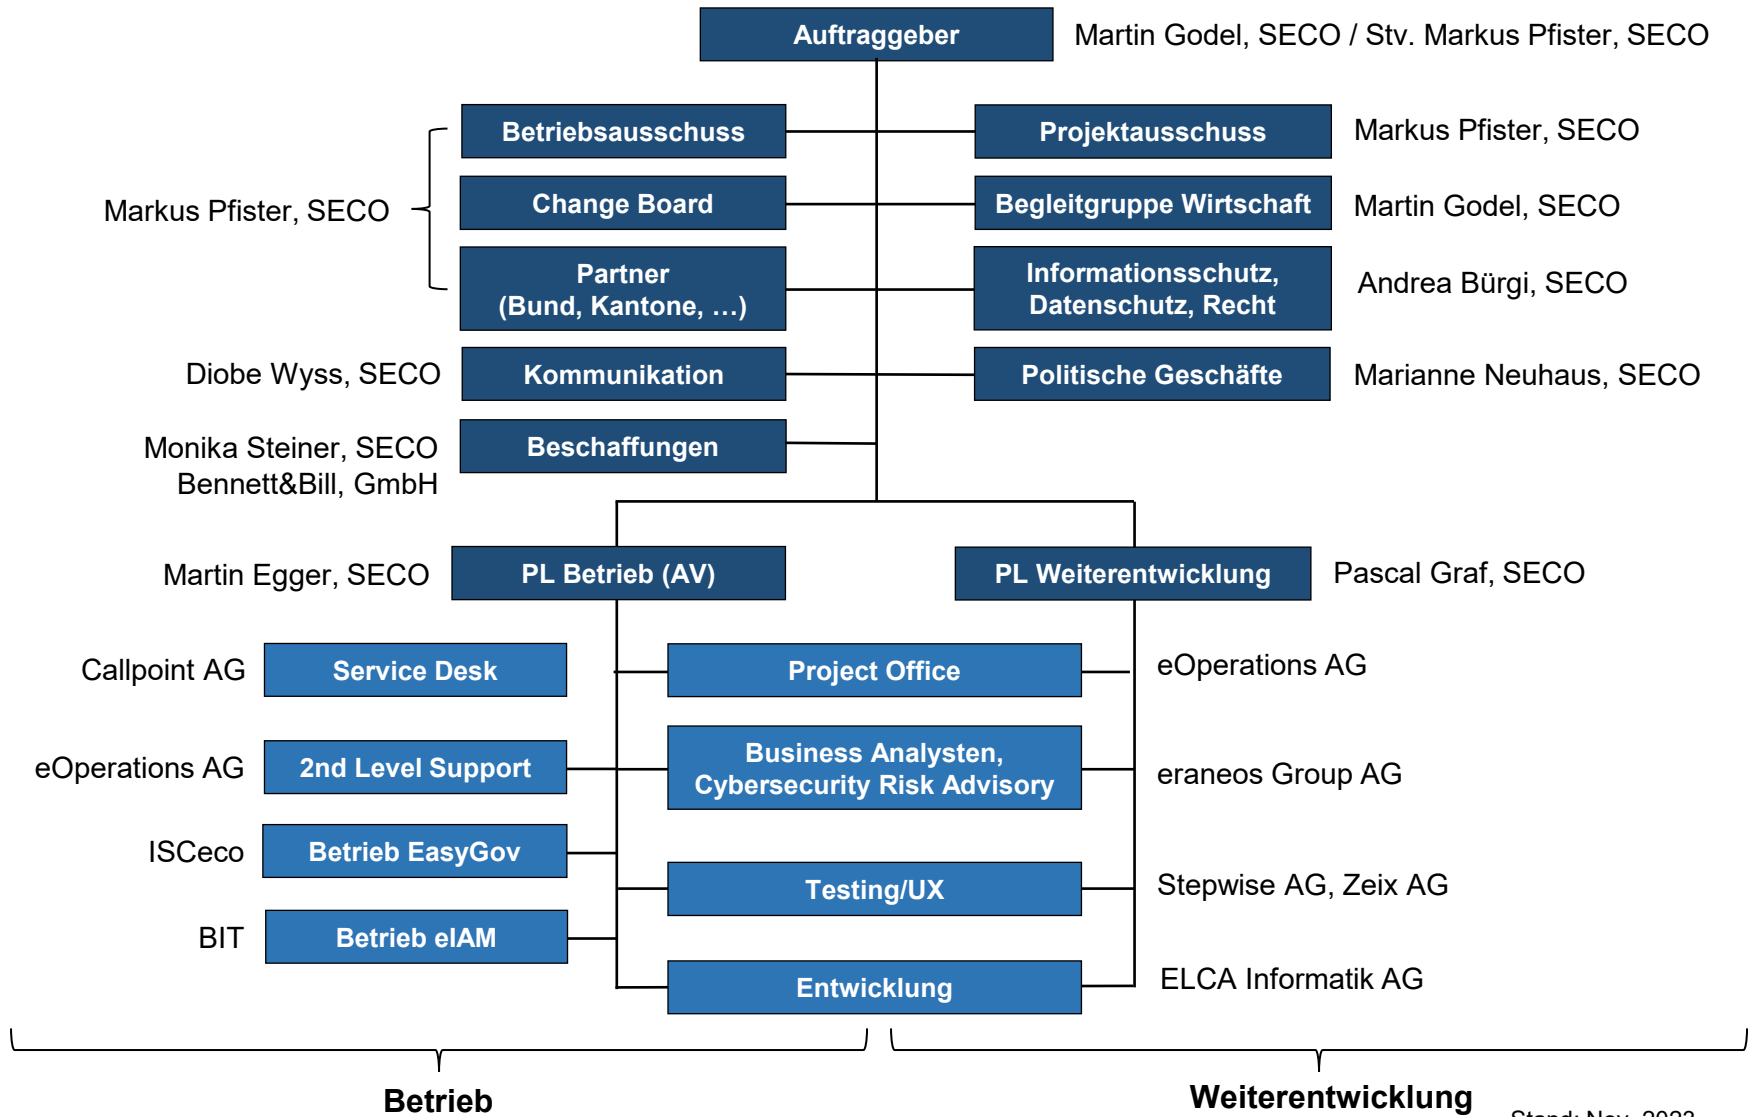 Auftraggeber
Martin Godel, SECO / Stv. Markus Pfister, SECO
Betriebsausschuss
Projektausschuss
Markus Pfister, SECO
Markus Pfister, SECO
Change Board
Begleitgruppe Wirtschaft
Martin Godel, SECO
Partner
(Bund, Kantone, …)
Informationsschutz,
Datenschutz, Recht
Andrea Bürgi, SECO
Diobe Wyss, SECO
Kommunikation
Politische Geschäfte
Marianne Neuhaus, SECO
Monika Steiner, SECO
Bennett&Bill, GmbH
Beschaffungen
Martin Egger, SECO
PL Betrieb (AV)
PL Weiterentwicklung
Pascal Graf, SECO
Callpoint AG
Service Desk
Project Office
eOperations AG
eOperations AG
2nd Level Support
Business Analysten,
Cybersecurity Risk Advisory
eraneos Group AG
ISCeco
Betrieb EasyGov
Testing/UX
Stepwise AG, Zeix AG
BIT
Betrieb eIAM
Entwicklung
ELCA Informatik AG
Betrieb
Weiterentwicklung
Stand: Nov. 2023